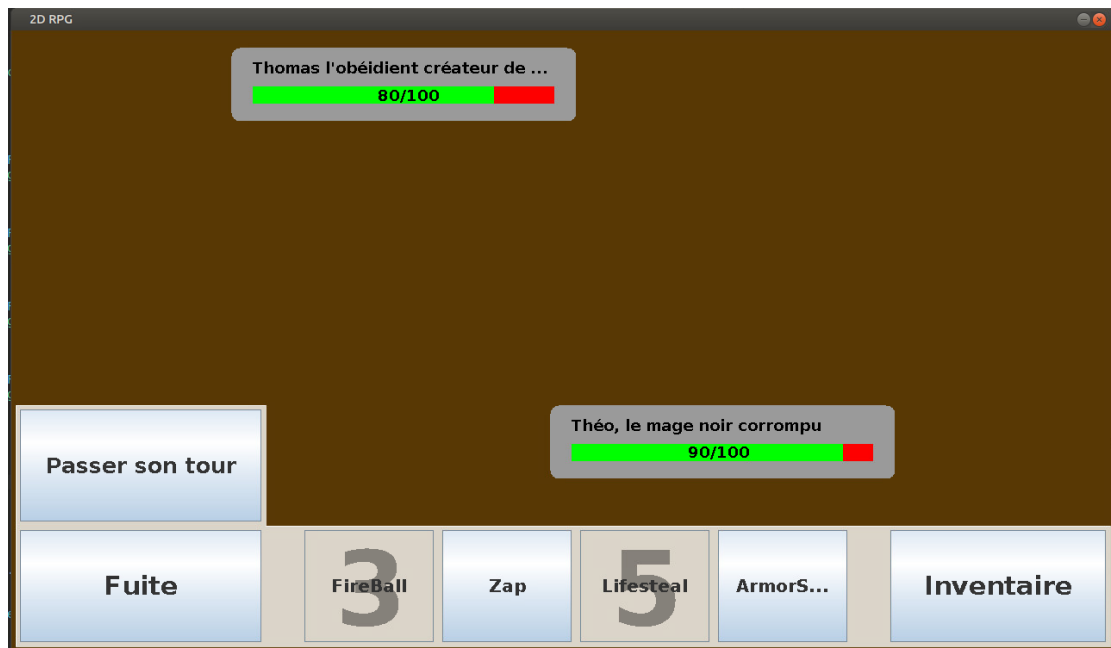 2D RPG
Thomas l'obéidient créateur de ...
80/100
Théo, le mage noir corrompu
90/100
Passer son tour
Fuite
FireBall
3
Zap
Lifesteal
5
ArmorS...
Inventaire